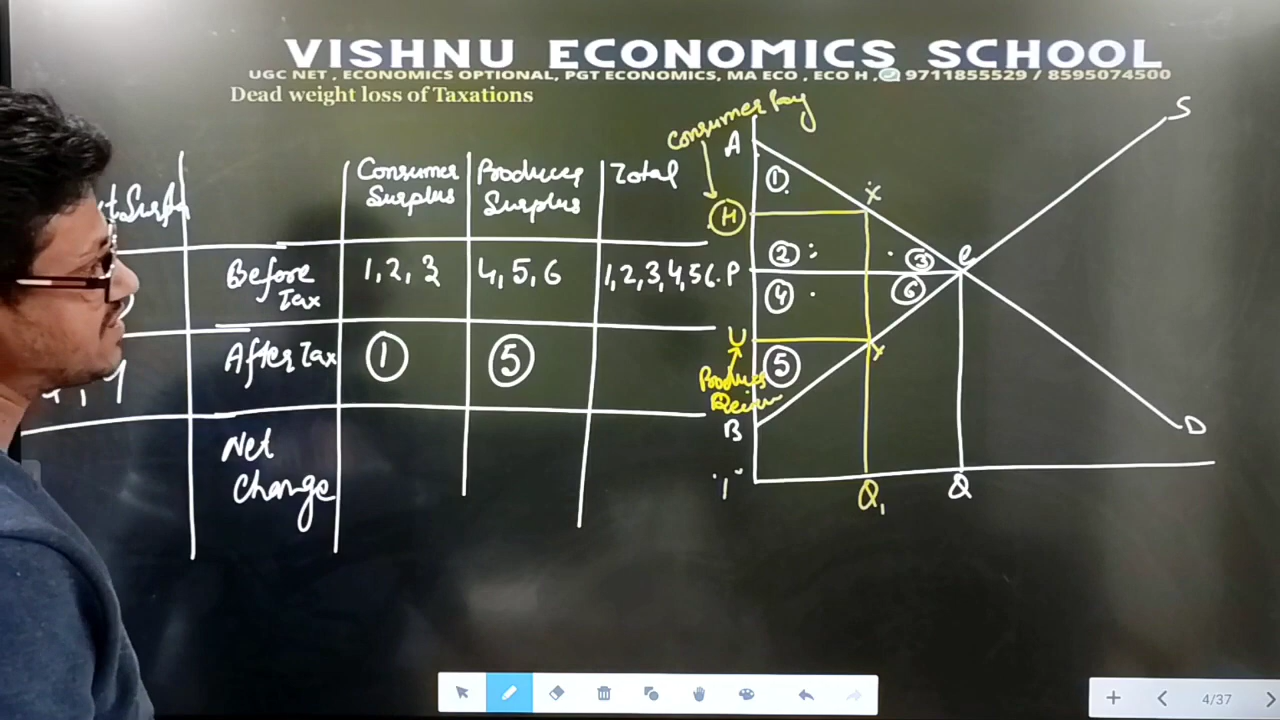 VISHNU ECONOMICS SCHOOL
UGC NET , ECONOMICS OPTIONAL, PGT ECONOMICS, MA ECO , ECO H , 9711855529 / 8595074500
Dead weight loss of Taxations
Consumer Pay
Consumer Surplus
Producer Surplus
Total
Before Tax
1, 2, 3
4, 5, 6
1, 2, 3, 4, 5 6.
After Tax
1
5
Net Change
A
H
P
U
Producer
B
1
2
3
4
6
5
X
e
Y
S
D
Q1
Q
4/37